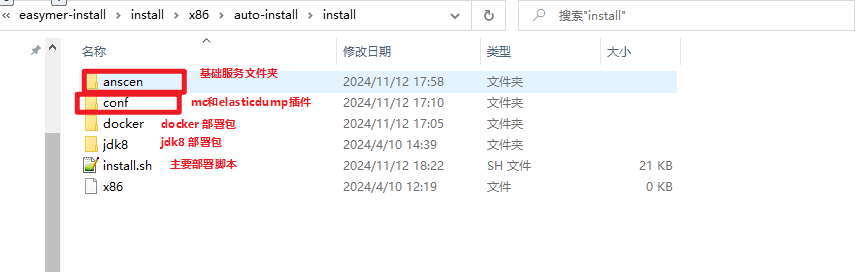 « easymer-install › install › x86 › auto-install › install 搜索"install"
名称 修改日期 类型 大小
anscen 基础服务文件夹 2024/11/12 17:58 文件夹
conf mc和elasticdump插件 2024/11/12 17:10 文件夹
docker docker 部署包 2024/11/12 17:05 文件夹
jdk8 jdk8 部署包 2024/4/10 14:39 文件夹
install.sh 主要部署脚本 2024/11/12 18:22 SH 文件 21 KB
x86 2024/4/10 12:19 文件 0 KB